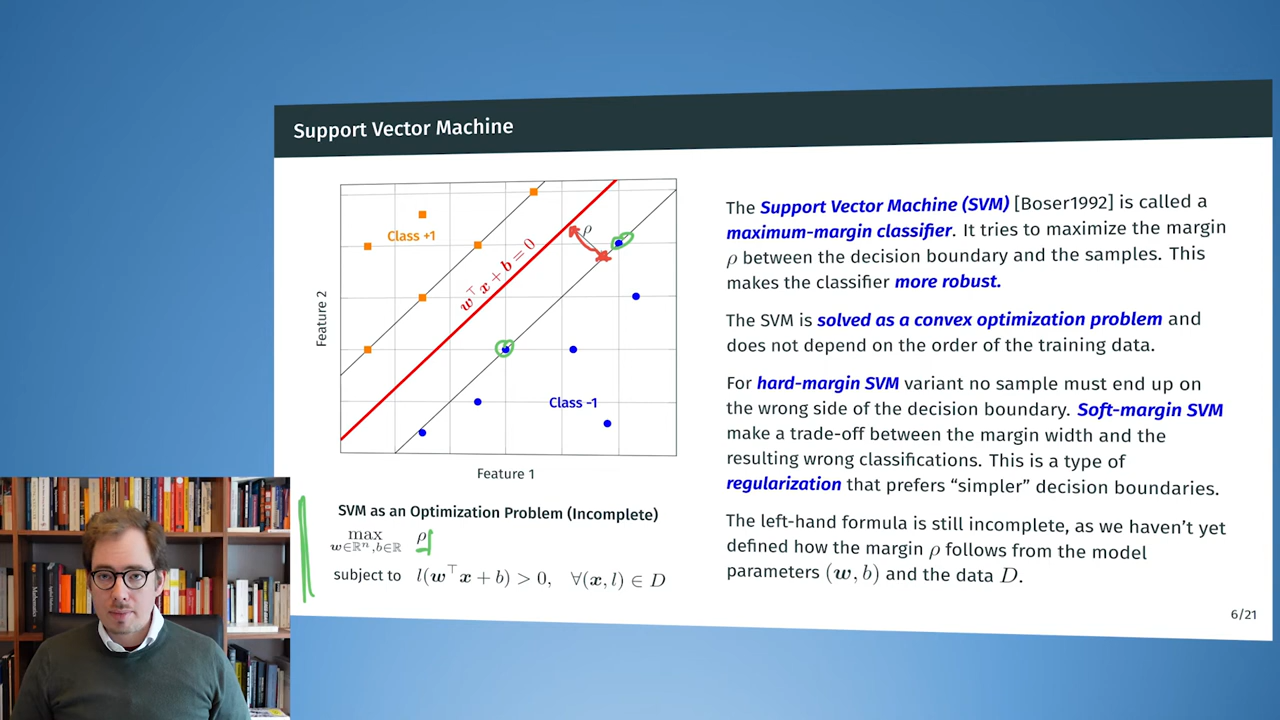 Support Vector Machine
Class +1
ρ
w⊤x + b = 0
Class -1
Feature 2
Feature 1
SVM as an Optimization Problem (Incomplete)
max ρ
w∈ℝⁿ,b∈ℝ
subject to l(w⊤x + b) > 0, ∀(x, l) ∈ D
The Support Vector Machine (SVM) [Boser1992] is called a
maximum-margin classifier. It tries to maximize the margin
ρ between the decision boundary and the samples. This
makes the classifier more robust.
The SVM is solved as a convex optimization problem and
does not depend on the order of the training data.
For hard-margin SVM variant no sample must end up on
the wrong side of the decision boundary. Soft-margin SVM
make a trade-off between the margin width and the
resulting wrong classifications. This is a type of
regularization that prefers “simpler” decision boundaries.
The left-hand formula is still incomplete, as we haven’t yet
defined how the margin ρ follows from the model
parameters (w, b) and the data D.
6/21